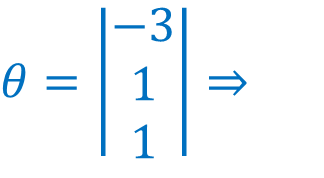 θ = |−3 1 1| ⇒